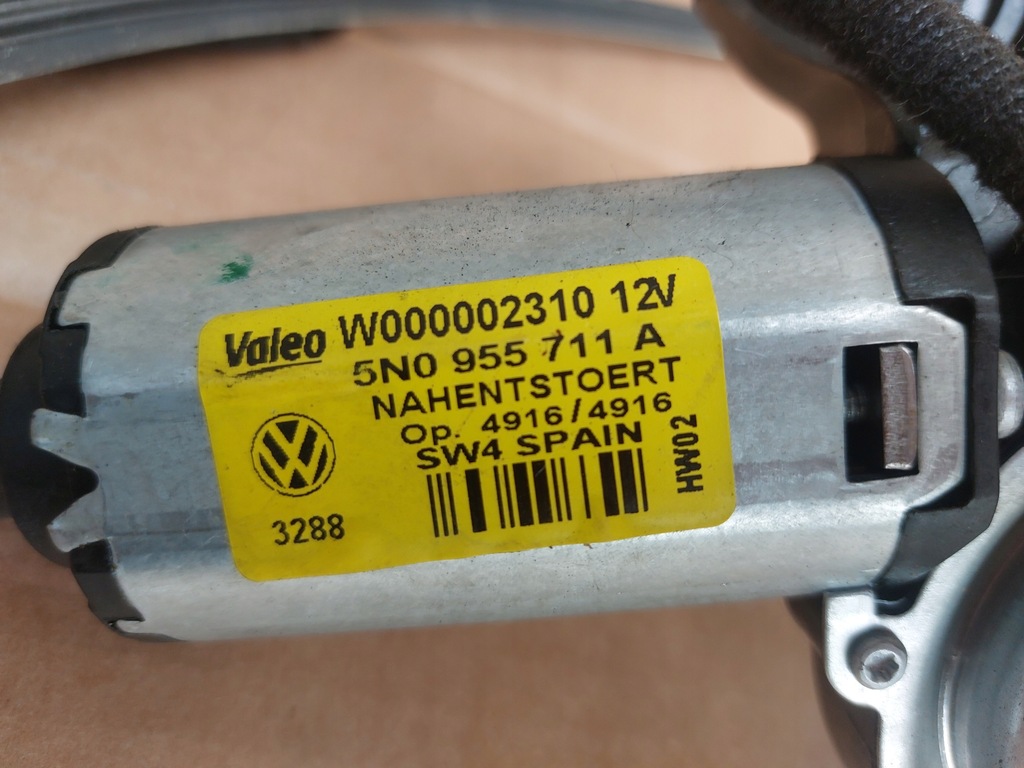 Valeo W000002310 12V
5N0 955 711 A
NAHENTSTOERT
Op. 4916/4916
SW4 SPAIN
HW02
3288